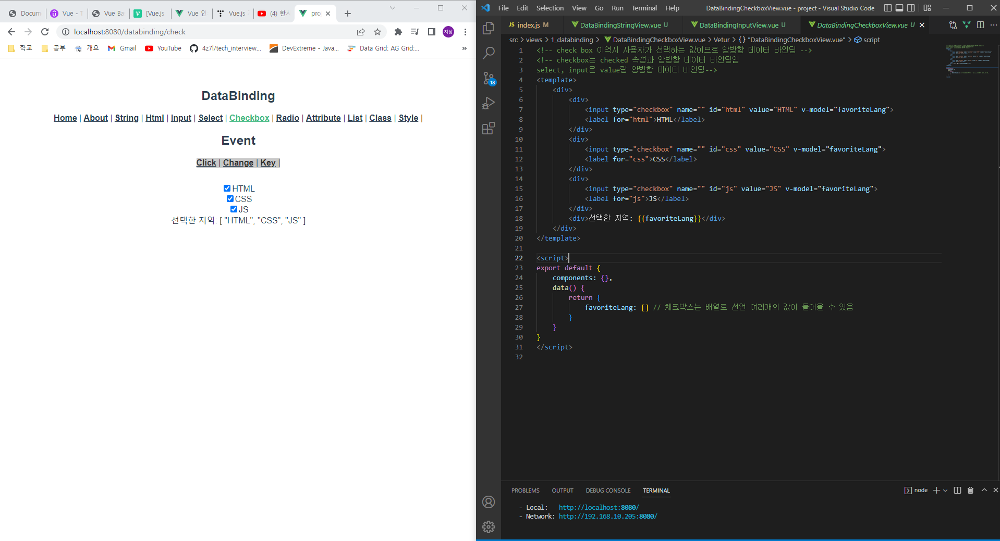 Docum
Vue - T
Vue Ba
[Vue.js
Vue 인
Vue.js
(4) 한
pro
localhost:8080/databinding/check
지상
학교
공부
개요
Gmail
YouTube
4z7l/tech_interview...
DevExtreme - Java...
Data Grid: AG Grid:...
»
DataBinding
Home | About | String | Html | Input | Select | Checkbox | Radio | Attribute | List | Class | Style |
Event
Click | Change | Key |
HTML
CSS
JS
선택한 지역: [ "HTML", "CSS", "JS" ]
File Edit Selection View Go Run Terminal Help
DataBindingCheckboxView.vue - project - Visual Studio Code
JS index.js M
DataBindingStringView.vue U
DataBindingInputView.vue U
DataBindingCheckboxView.vue U
src > views > 1_databinding > DataBindingCheckboxView.vue > Vetur > {} "DataBindingCheckboxView.vue" > script
18
1 <!-- check box 이역시 사용자가 선택하는 값이므로 양방향 데이터 바인딩 -->
2 <!-- checkbox는 checked 속성과 양방향 데이터 바인딩임
3 select, input은 value랑 양방향 데이터 바인딩-->
4 <template>
5 <div>
6 <div>
7 <input type="checkbox" name="" id="html" value="HTML" v-model="favoriteLang">
8 <label for="html">HTML</label>
9 </div>
10 <div>
11 <input type="checkbox" name="" id="css" value="CSS" v-model="favoriteLang">
12 <label for="css">CSS</label>
13 </div>
14 <div>
15 <input type="checkbox" name="" id="js" value="JS" v-model="favoriteLang">
16 <label for="js">JS</label>
17 </div>
18 <div>선택한 지역: {{favoriteLang}}</div>
19 </div>
20 </template>
21
22 <script>
23 export default {
24 components: {},
25 data() {
26 return {
27 favoriteLang: [] // 체크박스는 배열로 선언 여러개의 값이 들어올 수 있음
28 }
29 }
30 }
31 </script>
32
PROBLEMS OUTPUT DEBUG CONSOLE TERMINAL
node
- Local: http://localhost:8080/
- Network: http://192.168.10.205:8080/